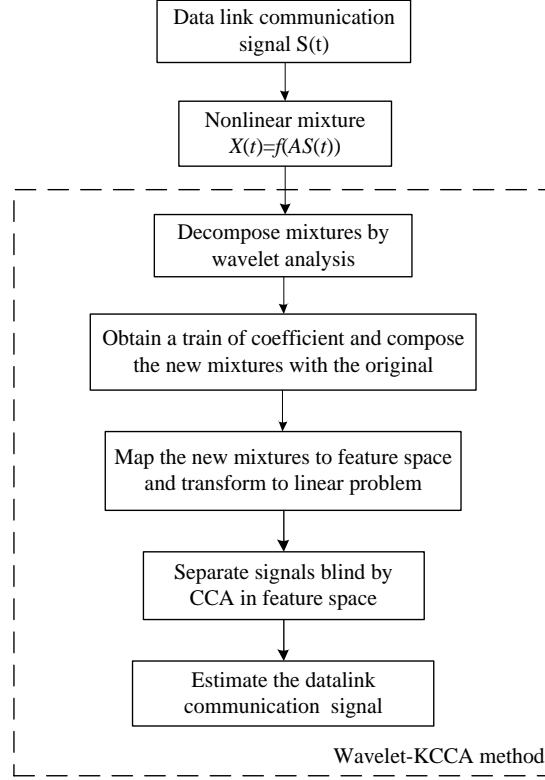 Data link communication
signal S(t)
Nonlinear mixture
X(t)=f(AS(t))
Decompose mixtures by
wavelet analysis
Obtain a train of coefficient and compose
the new mixtures with the original
Map the new mixtures to feature space
and transform to linear problem
Separate signals blind by
CCA in feature space
Estimate the datalink
communication signal
Wavelet-KCCA method